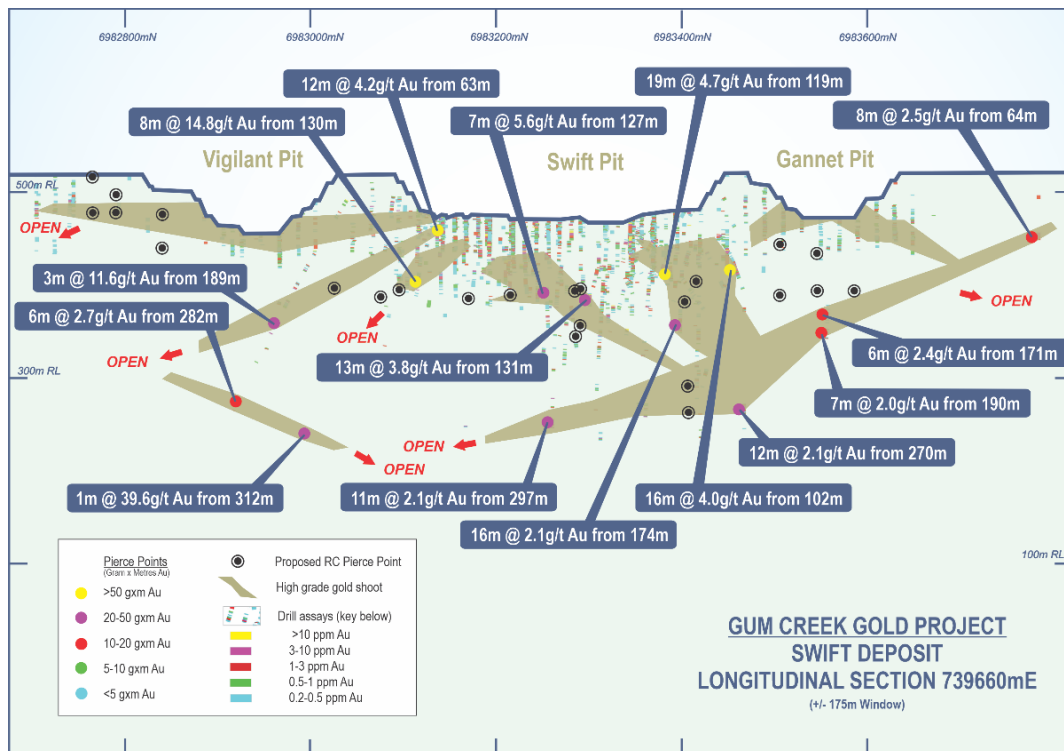 6982800mN
6983000mN
6983200mN
6983400mN
6983600mN
12m @ 4.2g/t Au from 63m
19m @ 4.7g/t Au from 119m
8m @ 14.8g/t Au from 130m
7m @ 5.6g/t Au from 127m
8m @ 2.5g/t Au from 64m
Vigilant Pit
Swift Pit
Gannet Pit
500m RL
OPEN
3m @ 11.6g/t Au from 189m
6m @ 2.7g/t Au from 282m
OPEN
OPEN
OPEN
13m @ 3.8g/t Au from 131m
6m @ 2.4g/t Au from 171m
300m RL
300m RL
7m @ 2.0g/t Au from 190m
OPEN
OPEN
12m @ 2.1g/t Au from 270m
1m @ 39.6g/t Au from 312m
11m @ 2.1g/t Au from 297m
16m @ 4.0g/t Au from 102m
16m @ 2.1g/t Au from 174m
100m RL
Pierce Points
(Gram x Metres Au)
>50 gxm Au
20-50 gxm Au
10-20 gxm Au
5-10 gxm Au
<5 gxm Au
Proposed RC Pierce Point
High grade gold shoot
Drill assays (key below)
>10 ppm Au
3-10 ppm Au
1-3 ppm Au
0.5-1 ppm Au
0.2-0.5 ppm Au
GUM CREEK GOLD PROJECT
SWIFT DEPOSIT
LONGITUDINAL SECTION 739660mE
(+/- 175m Window)